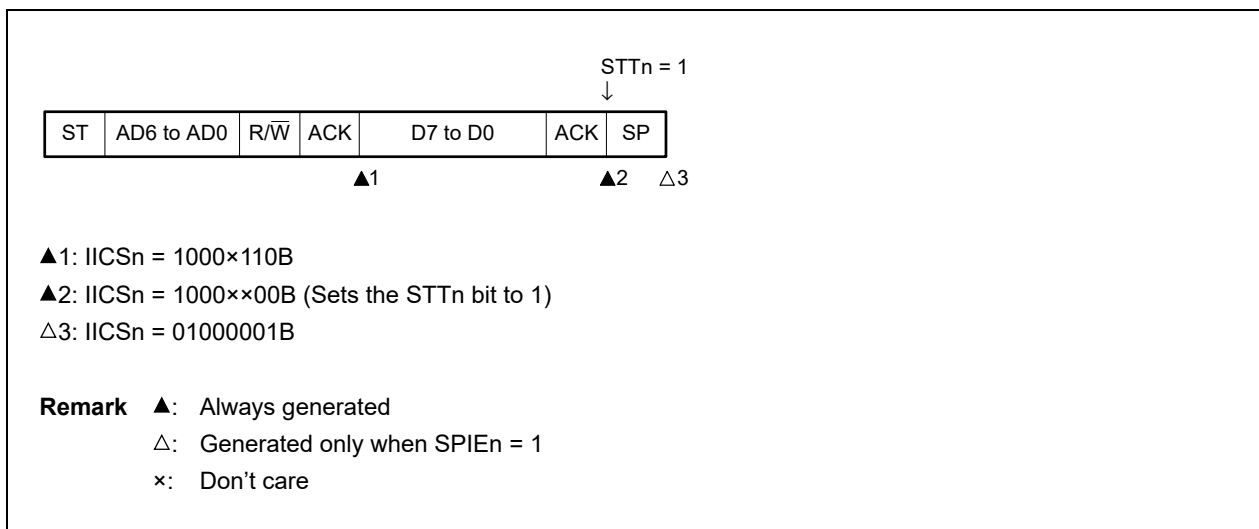 STTn = 1
↓
ST AD6 to AD0 R/W̅ ACK D7 to D0 ACK SP
▲1 ▲2 △3
▲1: IICSn = 1000×110B
▲2: IICSn = 1000××00B (Sets the STTn bit to 1)
△3: IICSn = 01000001B
Remark ▲: Always generated
△: Generated only when SPIEn = 1
×: Don’t care